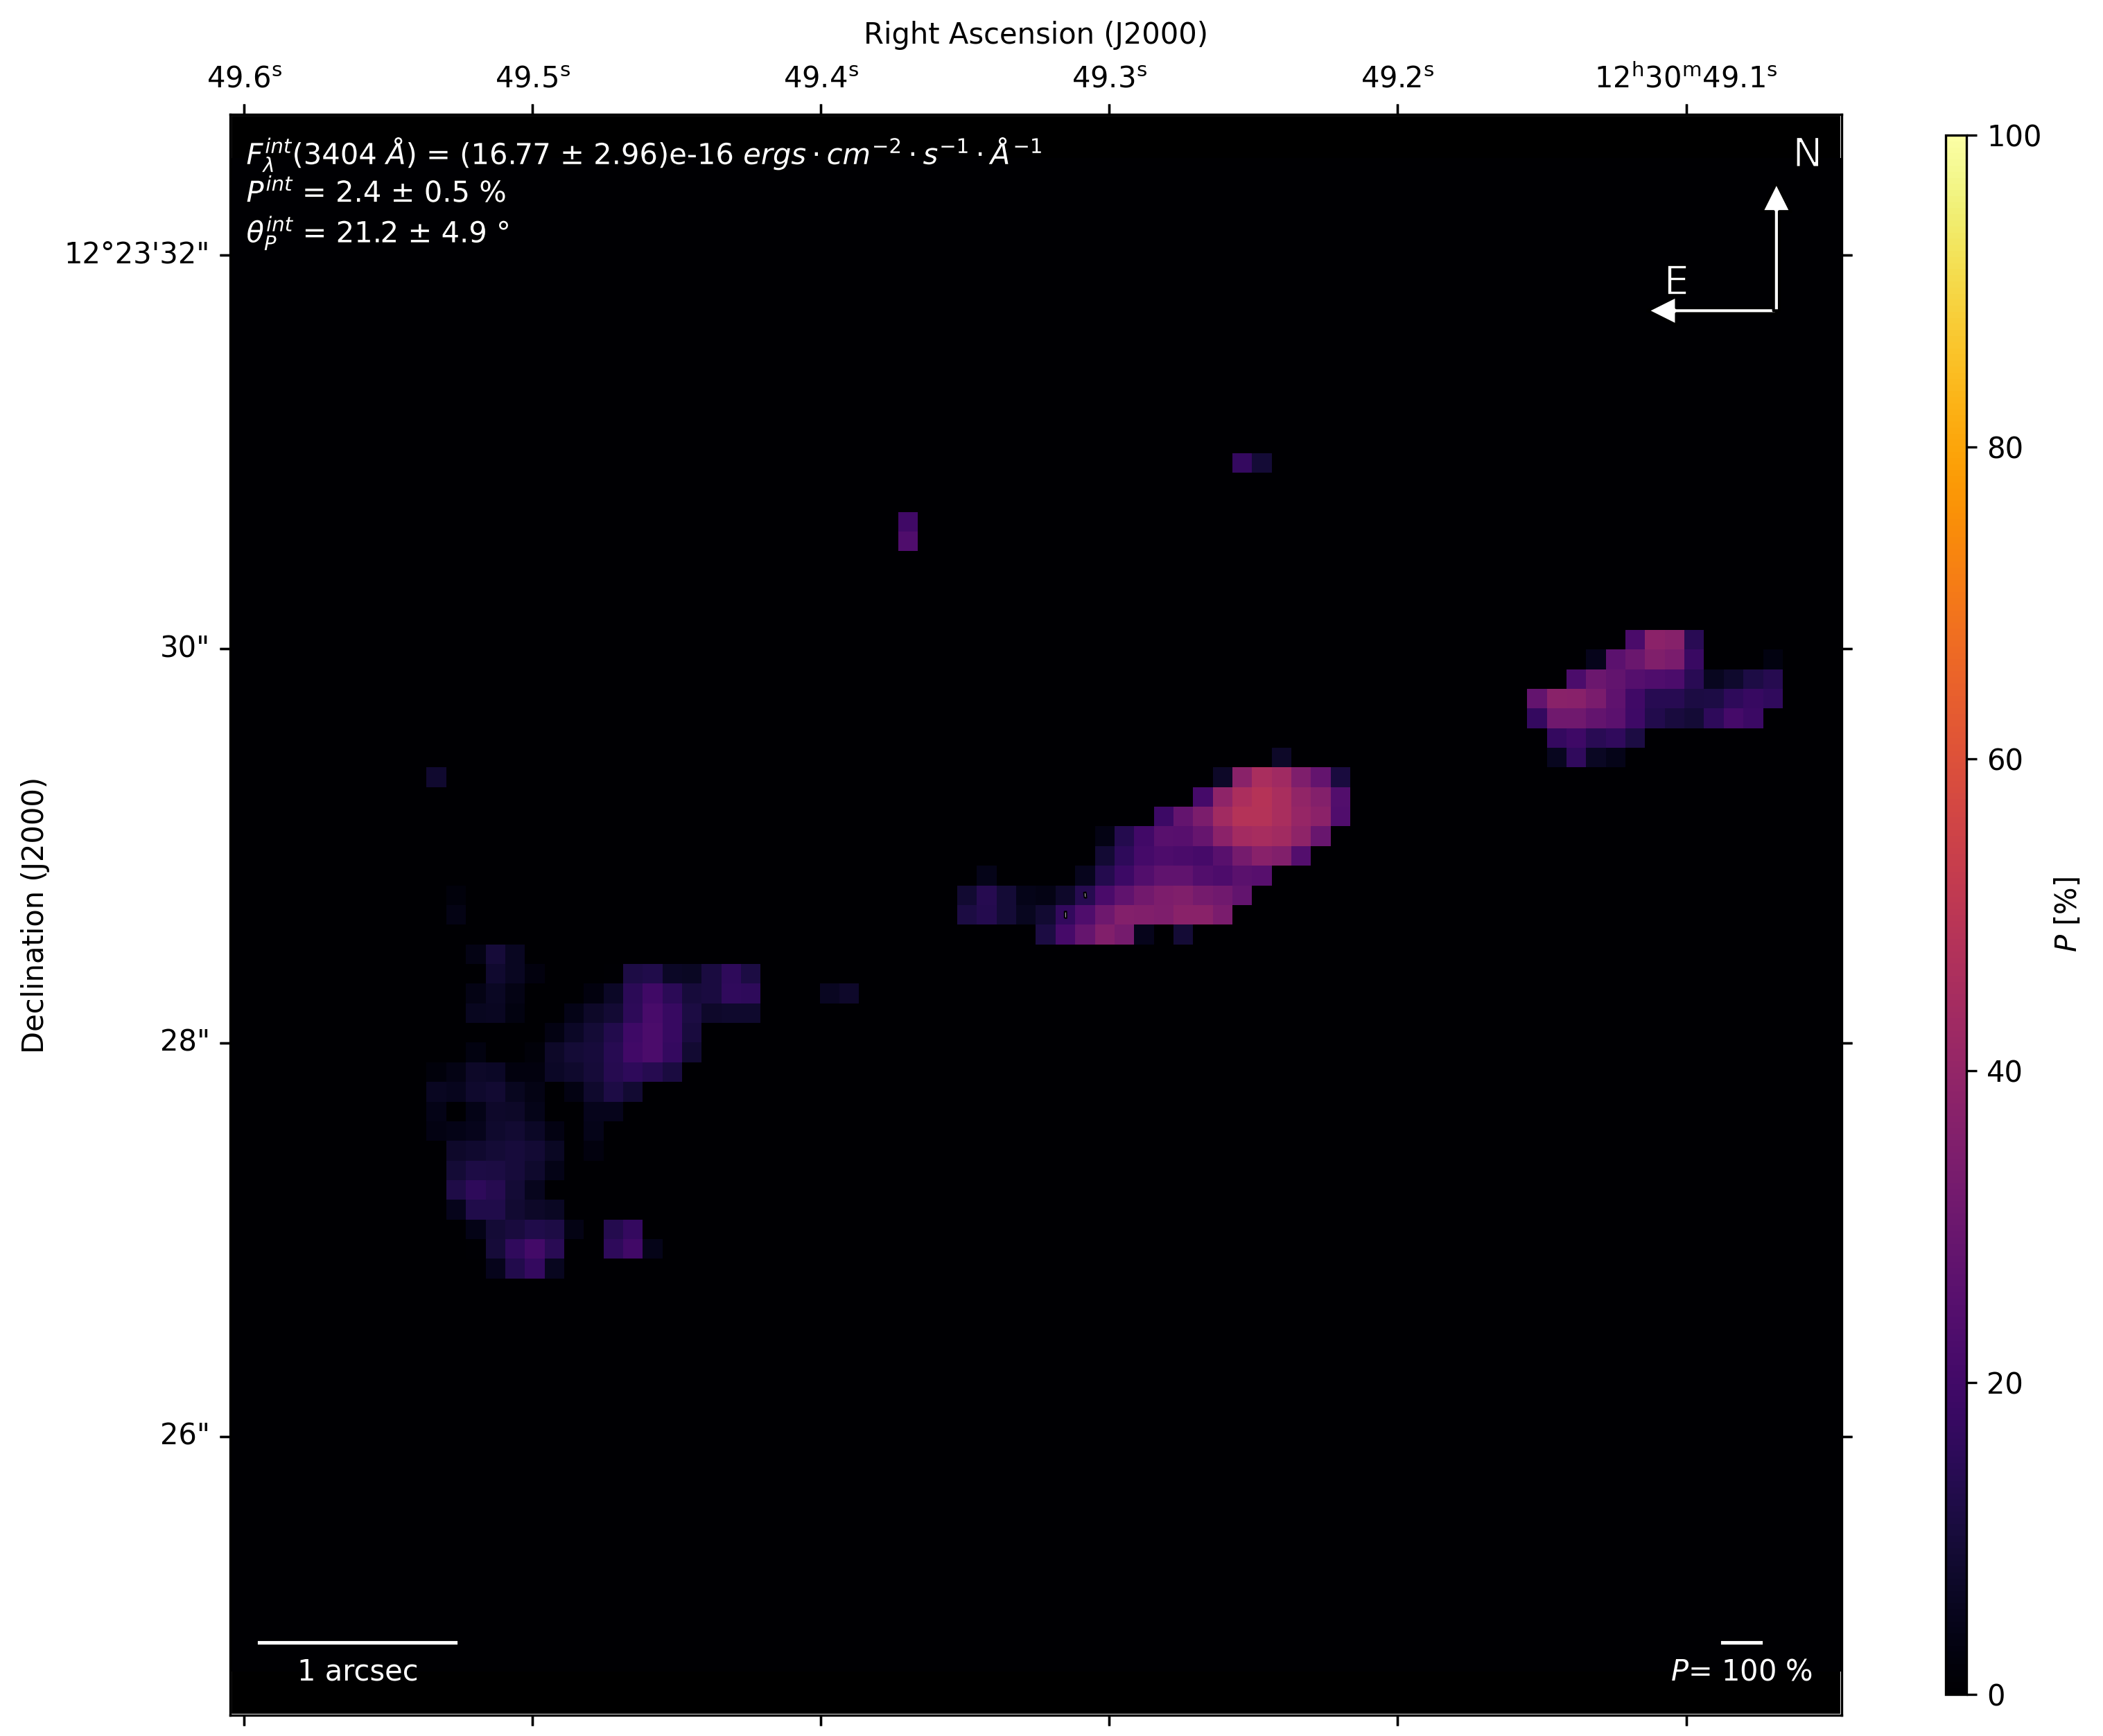 Right Ascension (J2000)
49.6ˢ 49.5ˢ 49.4ˢ 49.3ˢ 49.2ˢ 12ʰ30ᵐ49.1ˢ
F_λ^int(3404 Å) = (16.77 ± 2.96)e-16 ergs · cm⁻² · s⁻¹ · Å⁻¹
P^int = 2.4 ± 0.5 %
θ_P^int = 21.2 ± 4.9 °
N
E
12°23'32"
30"
28"
26"
Declination (J2000)
1 arcsec
P= 100 %
100
80
60
40
20
0
P [%]